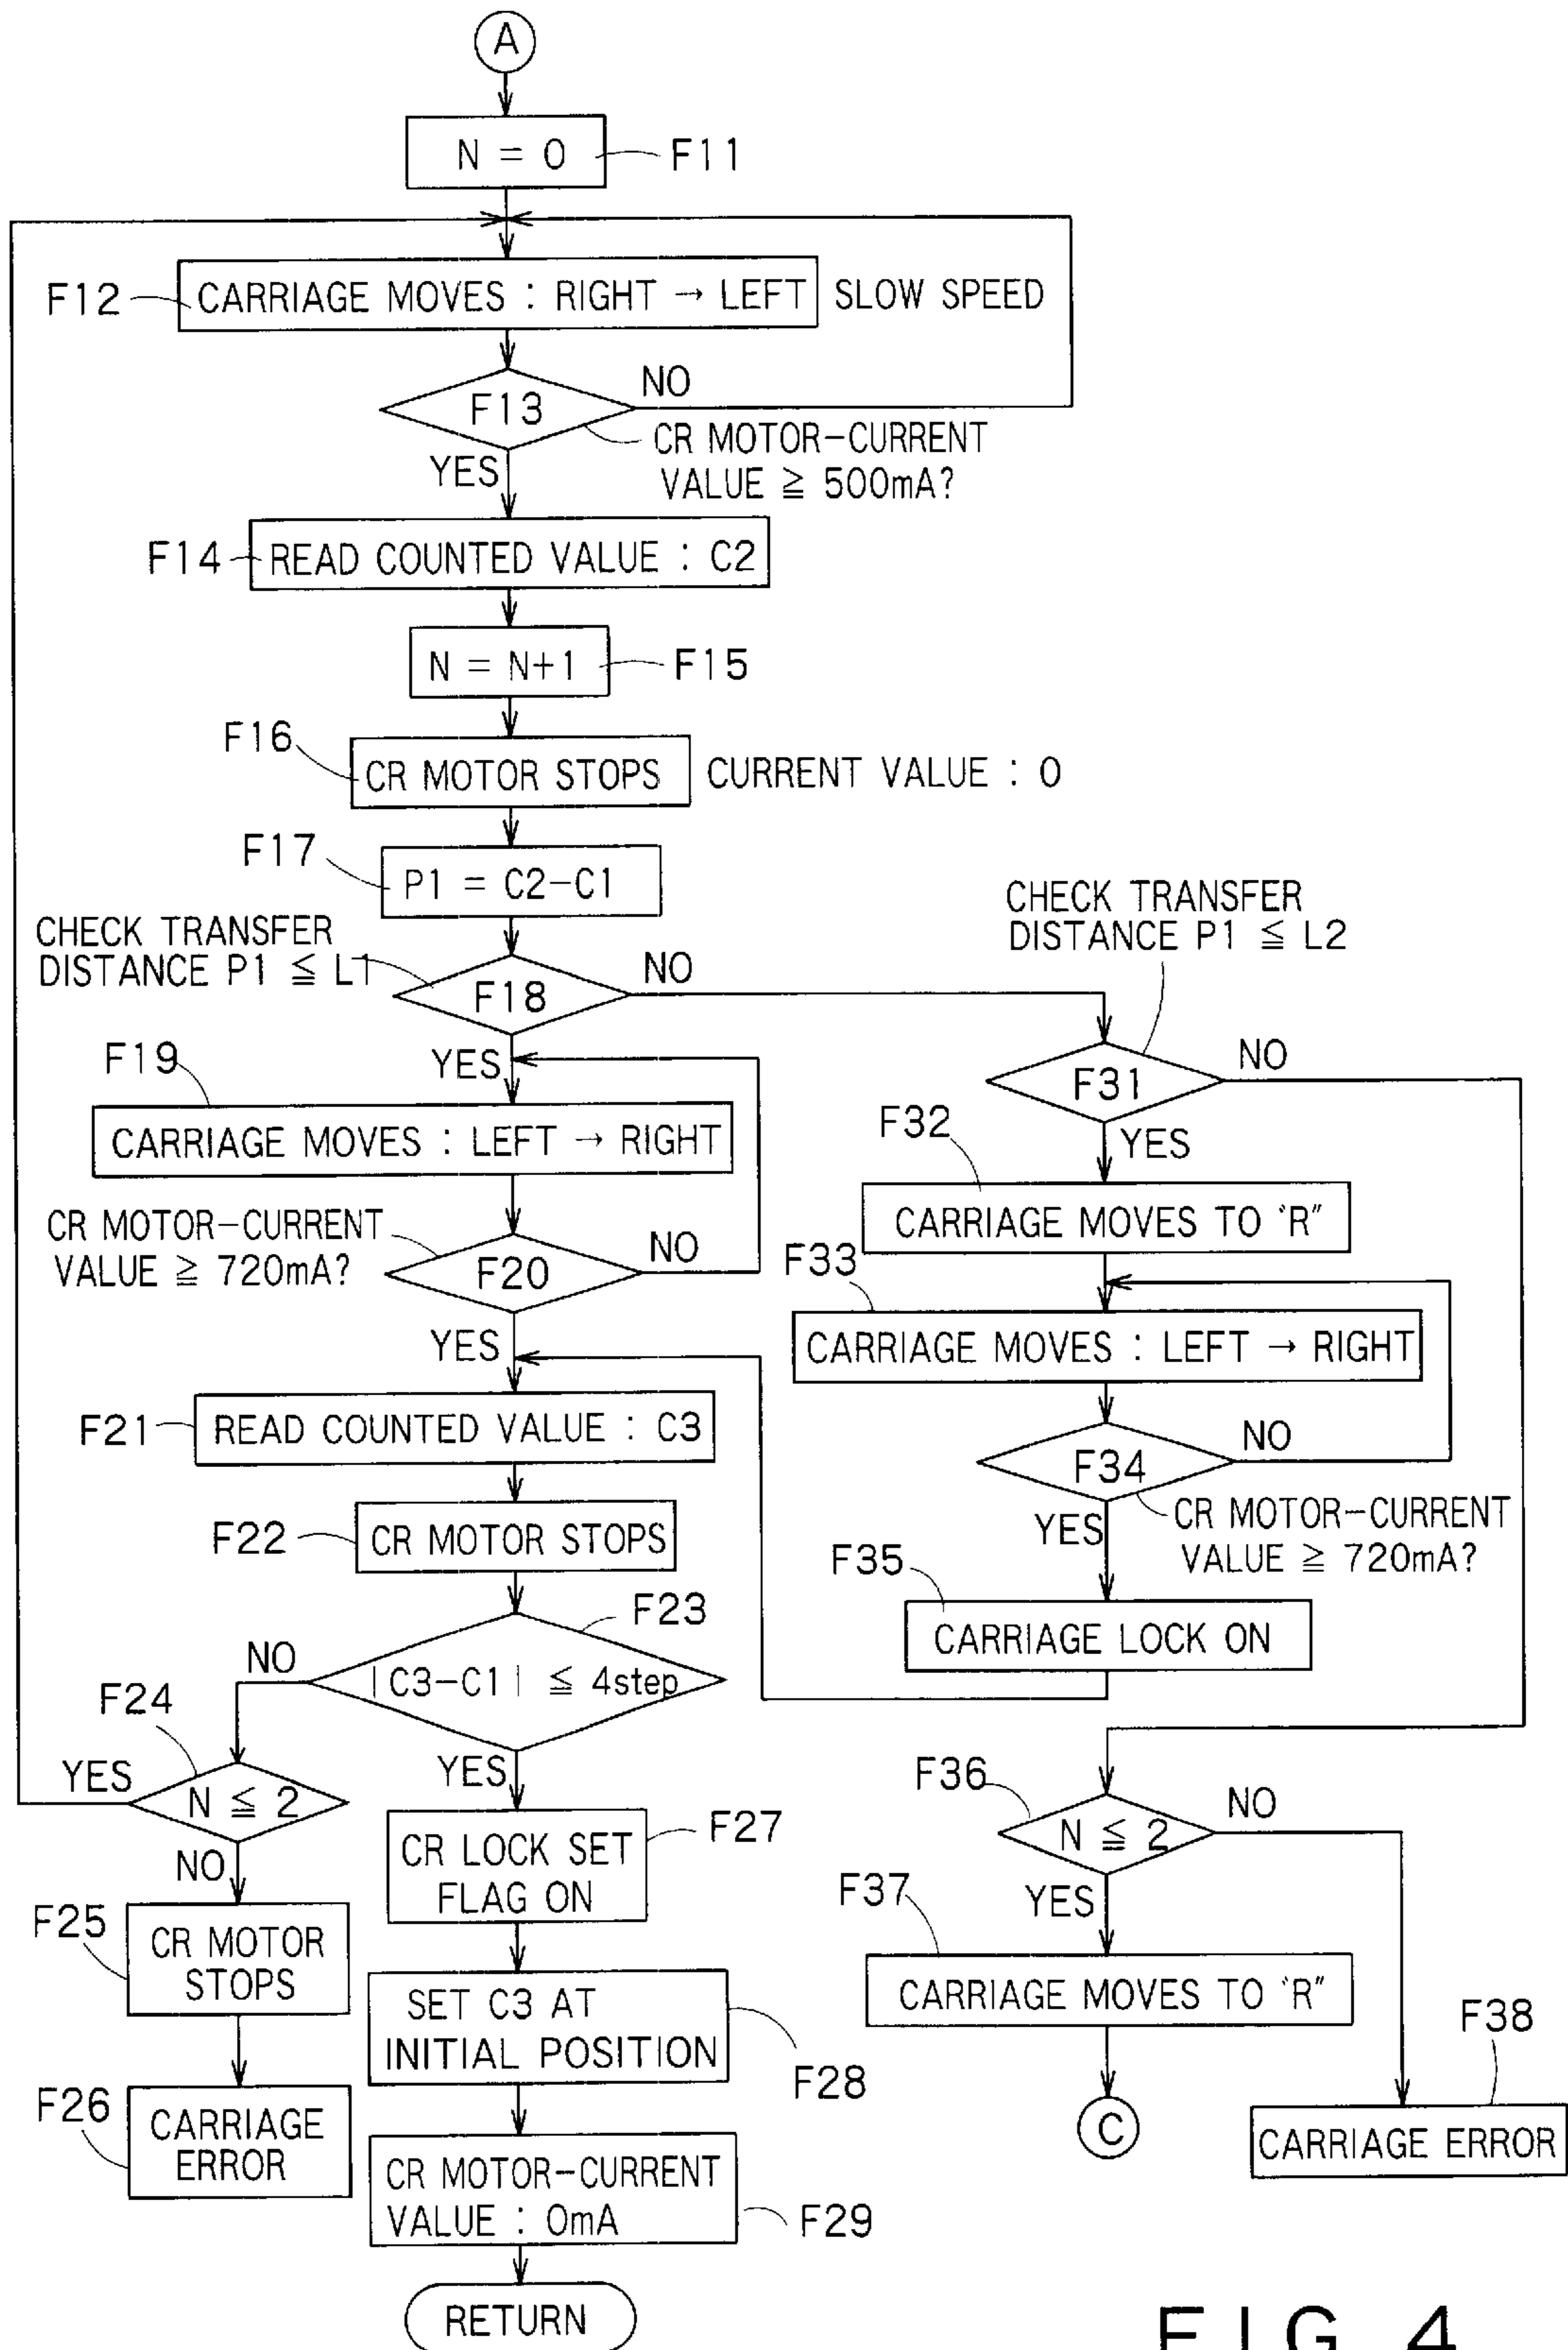 A
N = 0
F11
F12
CARRIAGE MOVES : RIGHT → LEFT
SLOW SPEED
F13
NO
CR MOTOR-CURRENT
VALUE ≧ 500mA?
YES
F14
READ COUNTED VALUE : C2
N = N+1
F15
F16
CR MOTOR STOPS
CURRENT VALUE : 0
F17
P1 = C2-C1
CHECK TRANSFER
DISTANCE P1 ≦ L1
F18
NO
YES
CHECK TRANSFER
DISTANCE P1 ≦ L2
F31
NO
YES
F19
CARRIAGE MOVES : LEFT → RIGHT
CR MOTOR-CURRENT
VALUE ≧ 720mA?
F20
NO
YES
F32
CARRIAGE MOVES TO "R"
F33
CARRIAGE MOVES : LEFT → RIGHT
F34
NO
YES
CR MOTOR-CURRENT
VALUE ≧ 720mA?
F35
CARRIAGE LOCK ON
F21
READ COUNTED VALUE : C3
F22
CR MOTOR STOPS
F23
|C3-C1| ≦ 4step
NO
YES
F24
N ≦ 2
YES
NO
F25
CR MOTOR
STOPS
F26
CARRIAGE
ERROR
CR LOCK SET
FLAG ON
F27
SET C3 AT
INITIAL POSITION
F28
CR MOTOR-CURRENT
VALUE : 0mA
F29
RETURN
F36
N ≦ 2
NO
YES
F37
CARRIAGE MOVES TO "R"
C
F38
CARRIAGE ERROR
FIG. 4